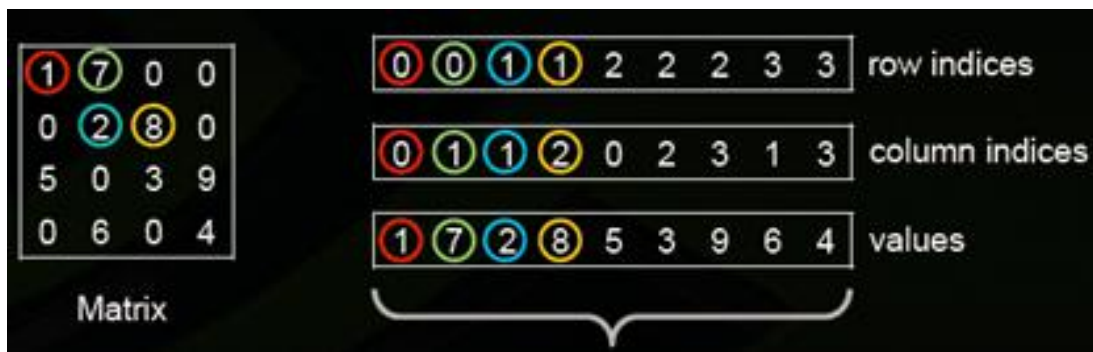 1 7 0 0
0 2 8 0
5 0 3 9
0 6 0 4
Matrix
0 0 1 1 2 2 2 3 3 row indices
0 1 1 2 0 2 3 1 3 column indices
1 7 2 8 5 3 9 6 4 values